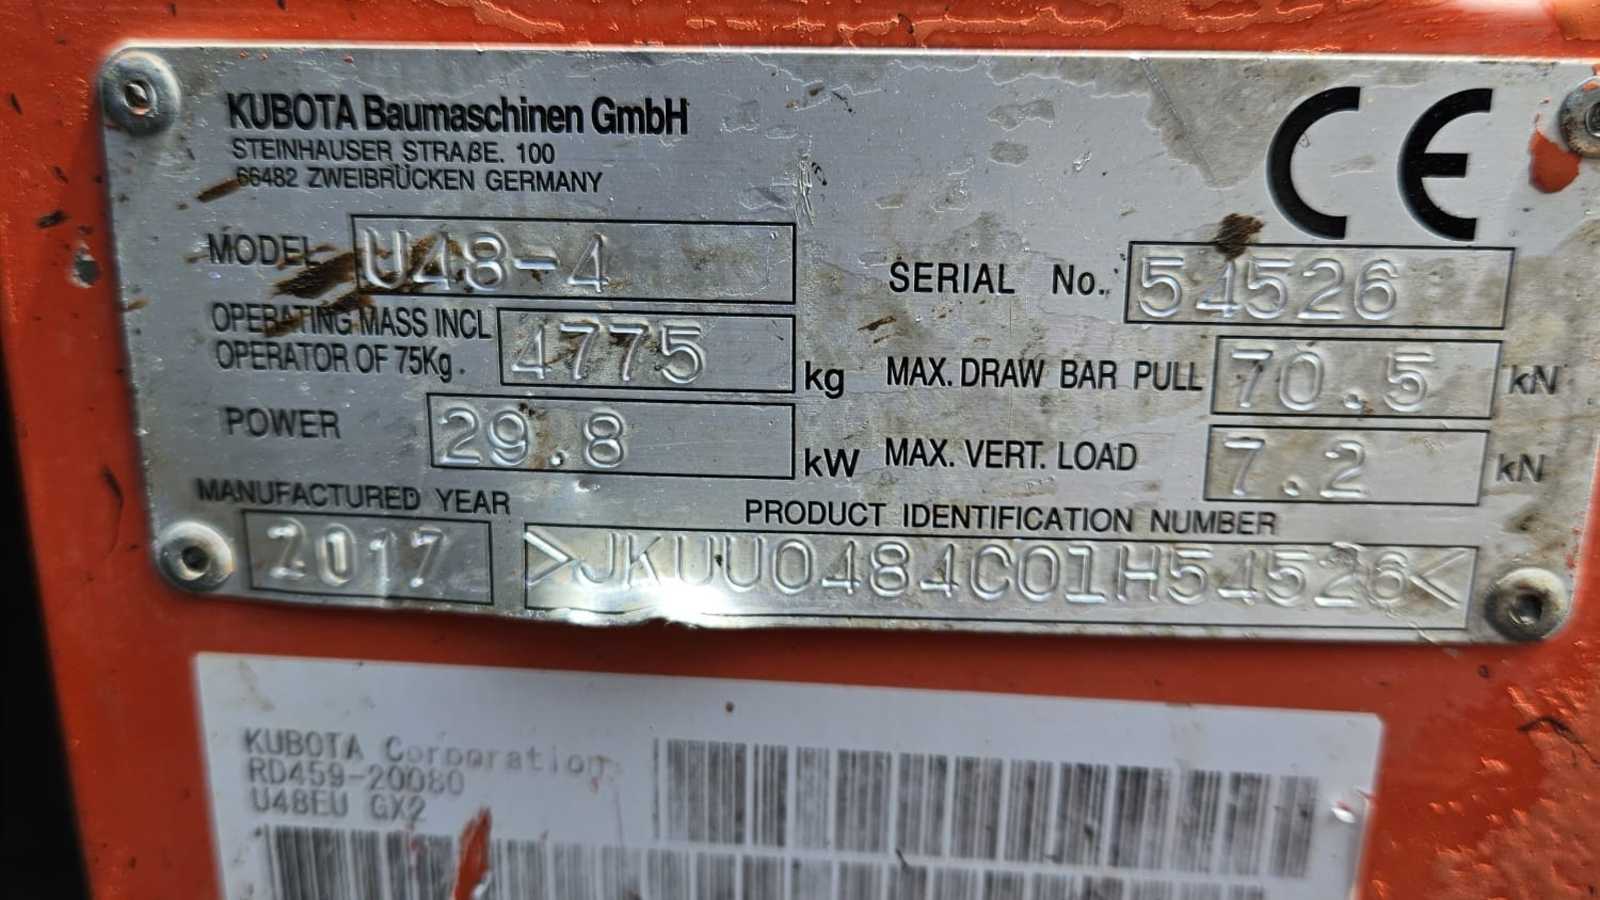 KUBOTA Baumaschinen GmbH
STEINHAUSER STRAßE. 100
66482 ZWEIBRÜCKEN GERMANY
CE
MODEL U48-4
SERIAL No. 54526
OPERATING MASS INCL
OPERATOR OF 75Kg. 4775 kg
MAX. DRAW BAR PULL 70.5 kN
POWER 29.8 kW
MAX. VERT. LOAD 7.2 kN
MANUFACTURED YEAR
2017
PRODUCT IDENTIFICATION NUMBER
>JKUU0484C01H54526<
KUBOTA Corporation
RD459-20080
U48EU GX2